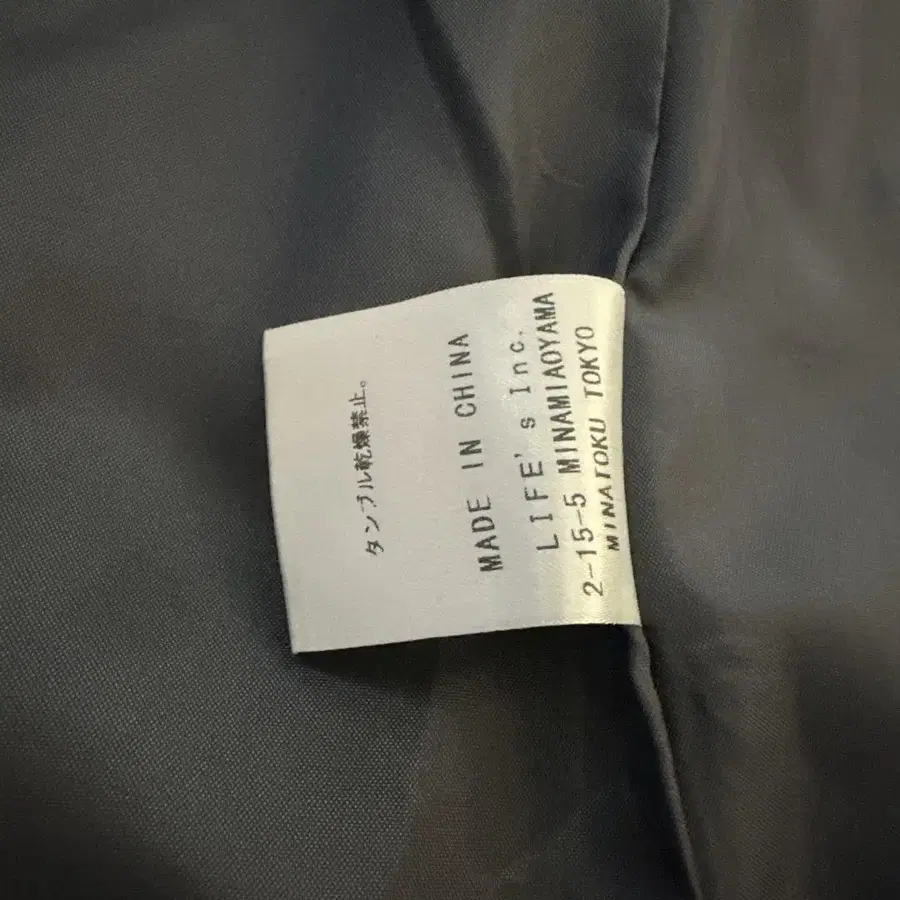 タンブル乾燥禁止。
MADE IN CHINA
LIFE's Inc.
2-15-5 MINAMIAOYAMA
MINATOKU TOKYO